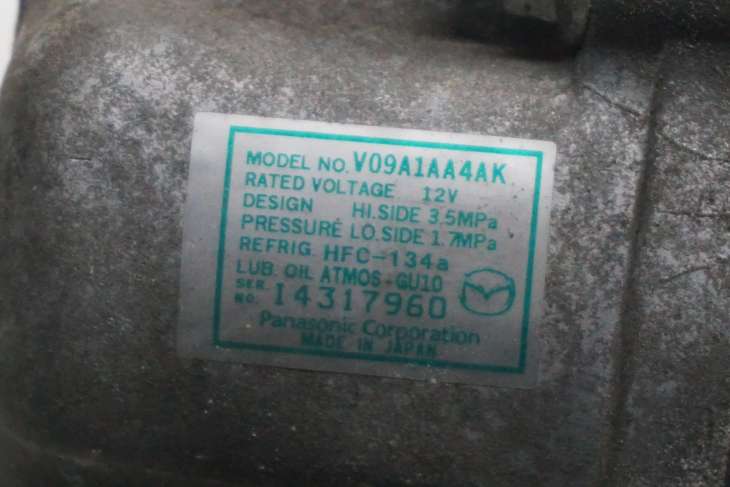 MODEL NO. V09A1AA4AK
RATED VOLTAGE 12V
DESIGN HI.SIDE 3.5MPa
PRESSURE LO.SIDE 1.7MPa
REFRIG. HFC-134a
LUB. OIL ATMOS GU10
SER. NO. 14317960
Panasonic Corporation
MADE IN JAPAN